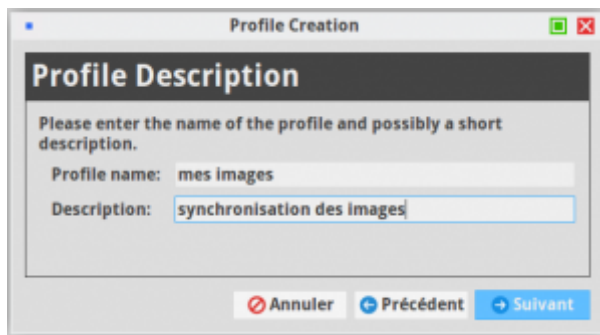 Profile Creation
Profile Description
Please enter the name of the profile and possibly a short
description.
Profile name: mes images
Description: synchronisation des images
Annuler Précédent Suivant